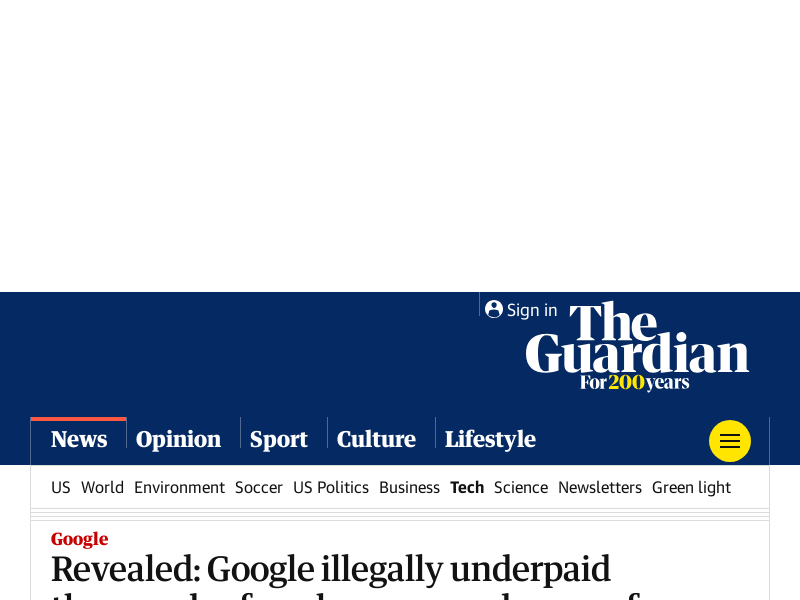 Sign in
The
Guardian
For 200 years
News Opinion Sport Culture Lifestyle
US World Environment Soccer US Politics Business Tech Science Newsletters Green light
Google
Revealed: Google illegally underpaid